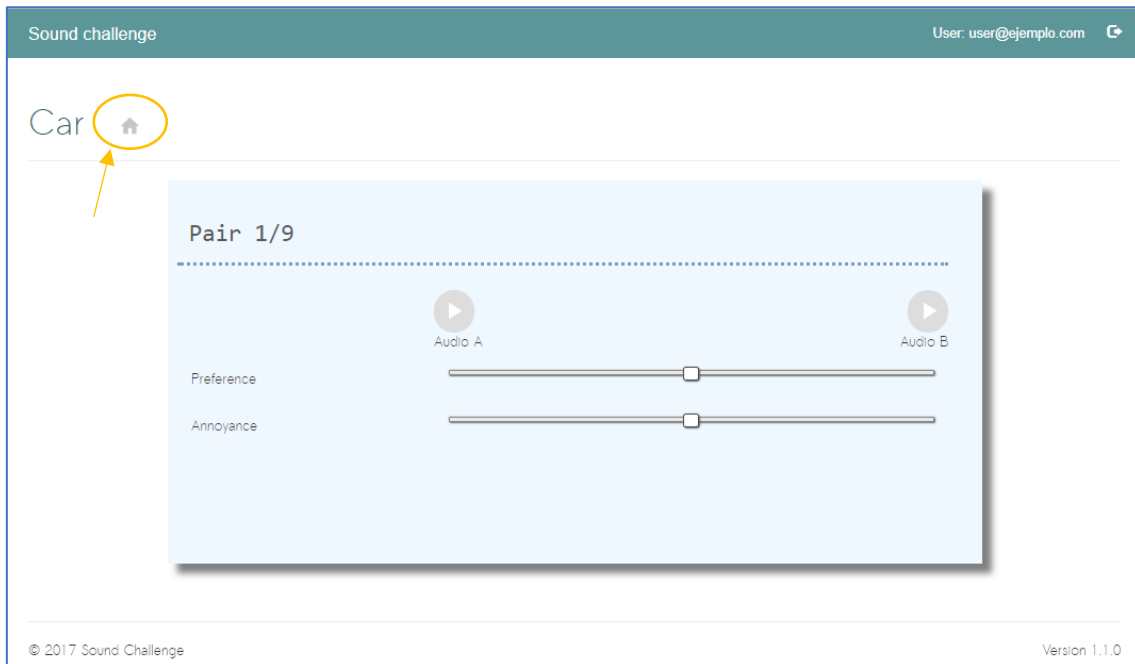 Sound challenge User: user@ejemplo.com
Car
Pair 1/9
Audio A Audio B
Preference
Annoyance
© 2017 Sound Challenge Version 1.1.0